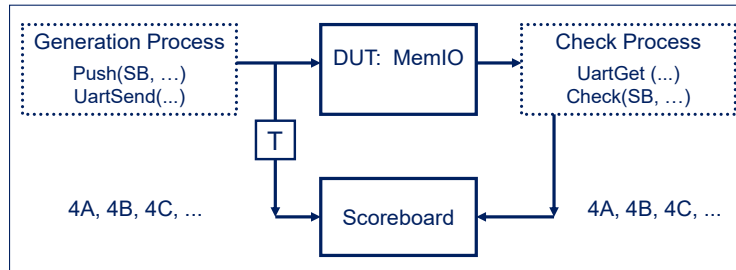 Generation Process
Push(SB, …)
UartSend(...)
DUT: MemIO
Check Process
UartGet (...)
Check(SB, …)
T
4A, 4B, 4C, ...
Scoreboard
4A, 4B, 4C, ...